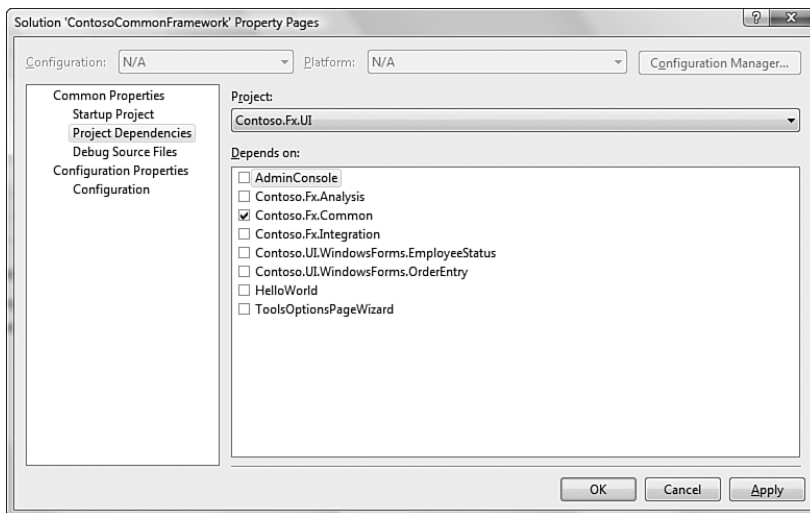 Solution 'ContosoCommonFramework' Property Pages
Configuration: N/A Platform: N/A Configuration Manager...
Common Properties
Startup Project
Project Dependencies
Debug Source Files
Configuration Properties
Configuration
Project:
Contoso.Fx.UI
Depends on:
AdminConsole
Contoso.Fx.Analysis
Contoso.Fx.Common
Contoso.Fx.Integration
Contoso.UI.WindowsForms.EmployeeStatus
Contoso.UI.WindowsForms.OrderEntry
HelloWorld
ToolsOptionsPageWizard
OK Cancel Apply